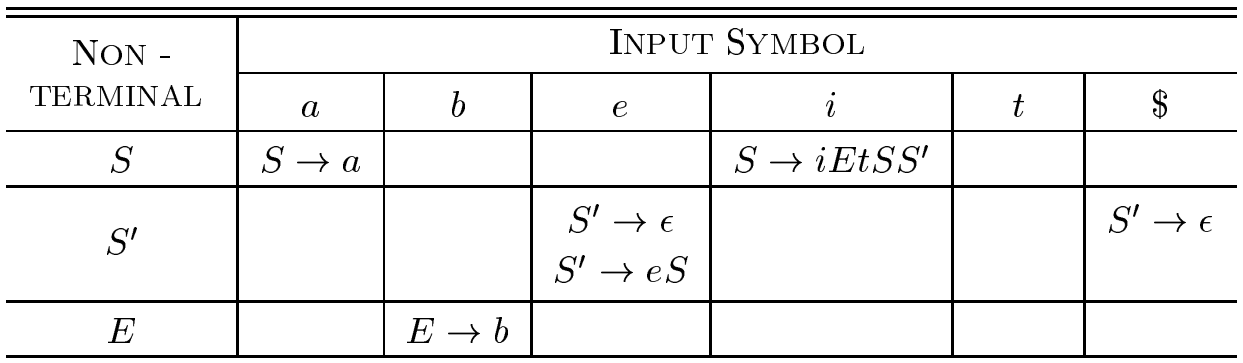 NON - INPUT SYMBOL
TERMINAL a b e i t $
S S → a S → iEtSS′
S′ S′ → ϵ S′ → ϵ
S′ → eS
E E → b